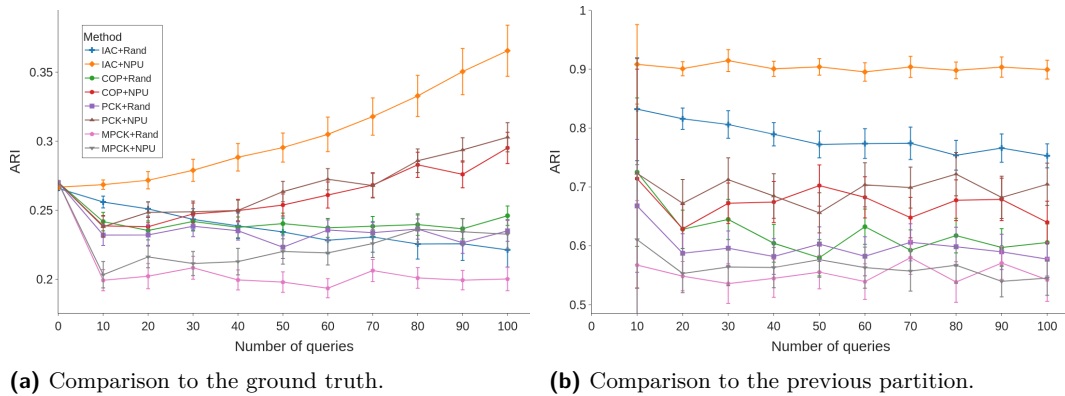 ARI
0.35
0.3
0.25
0.2
Method
IAC+Rand
IAC+NPU
COP+Rand
COP+NPU
PCK+Rand
PCK+NPU
MPCK+Rand
MPCK+NPU
0 10 20 30 40 50 60 70 80 90 100
Number of queries
(a) Comparison to the ground truth.
ARI
1
0.9
0.8
0.7
0.6
0.5
0 10 20 30 40 50 60 70 80 90 100
Number of queries
(b) Comparison to the previous partition.